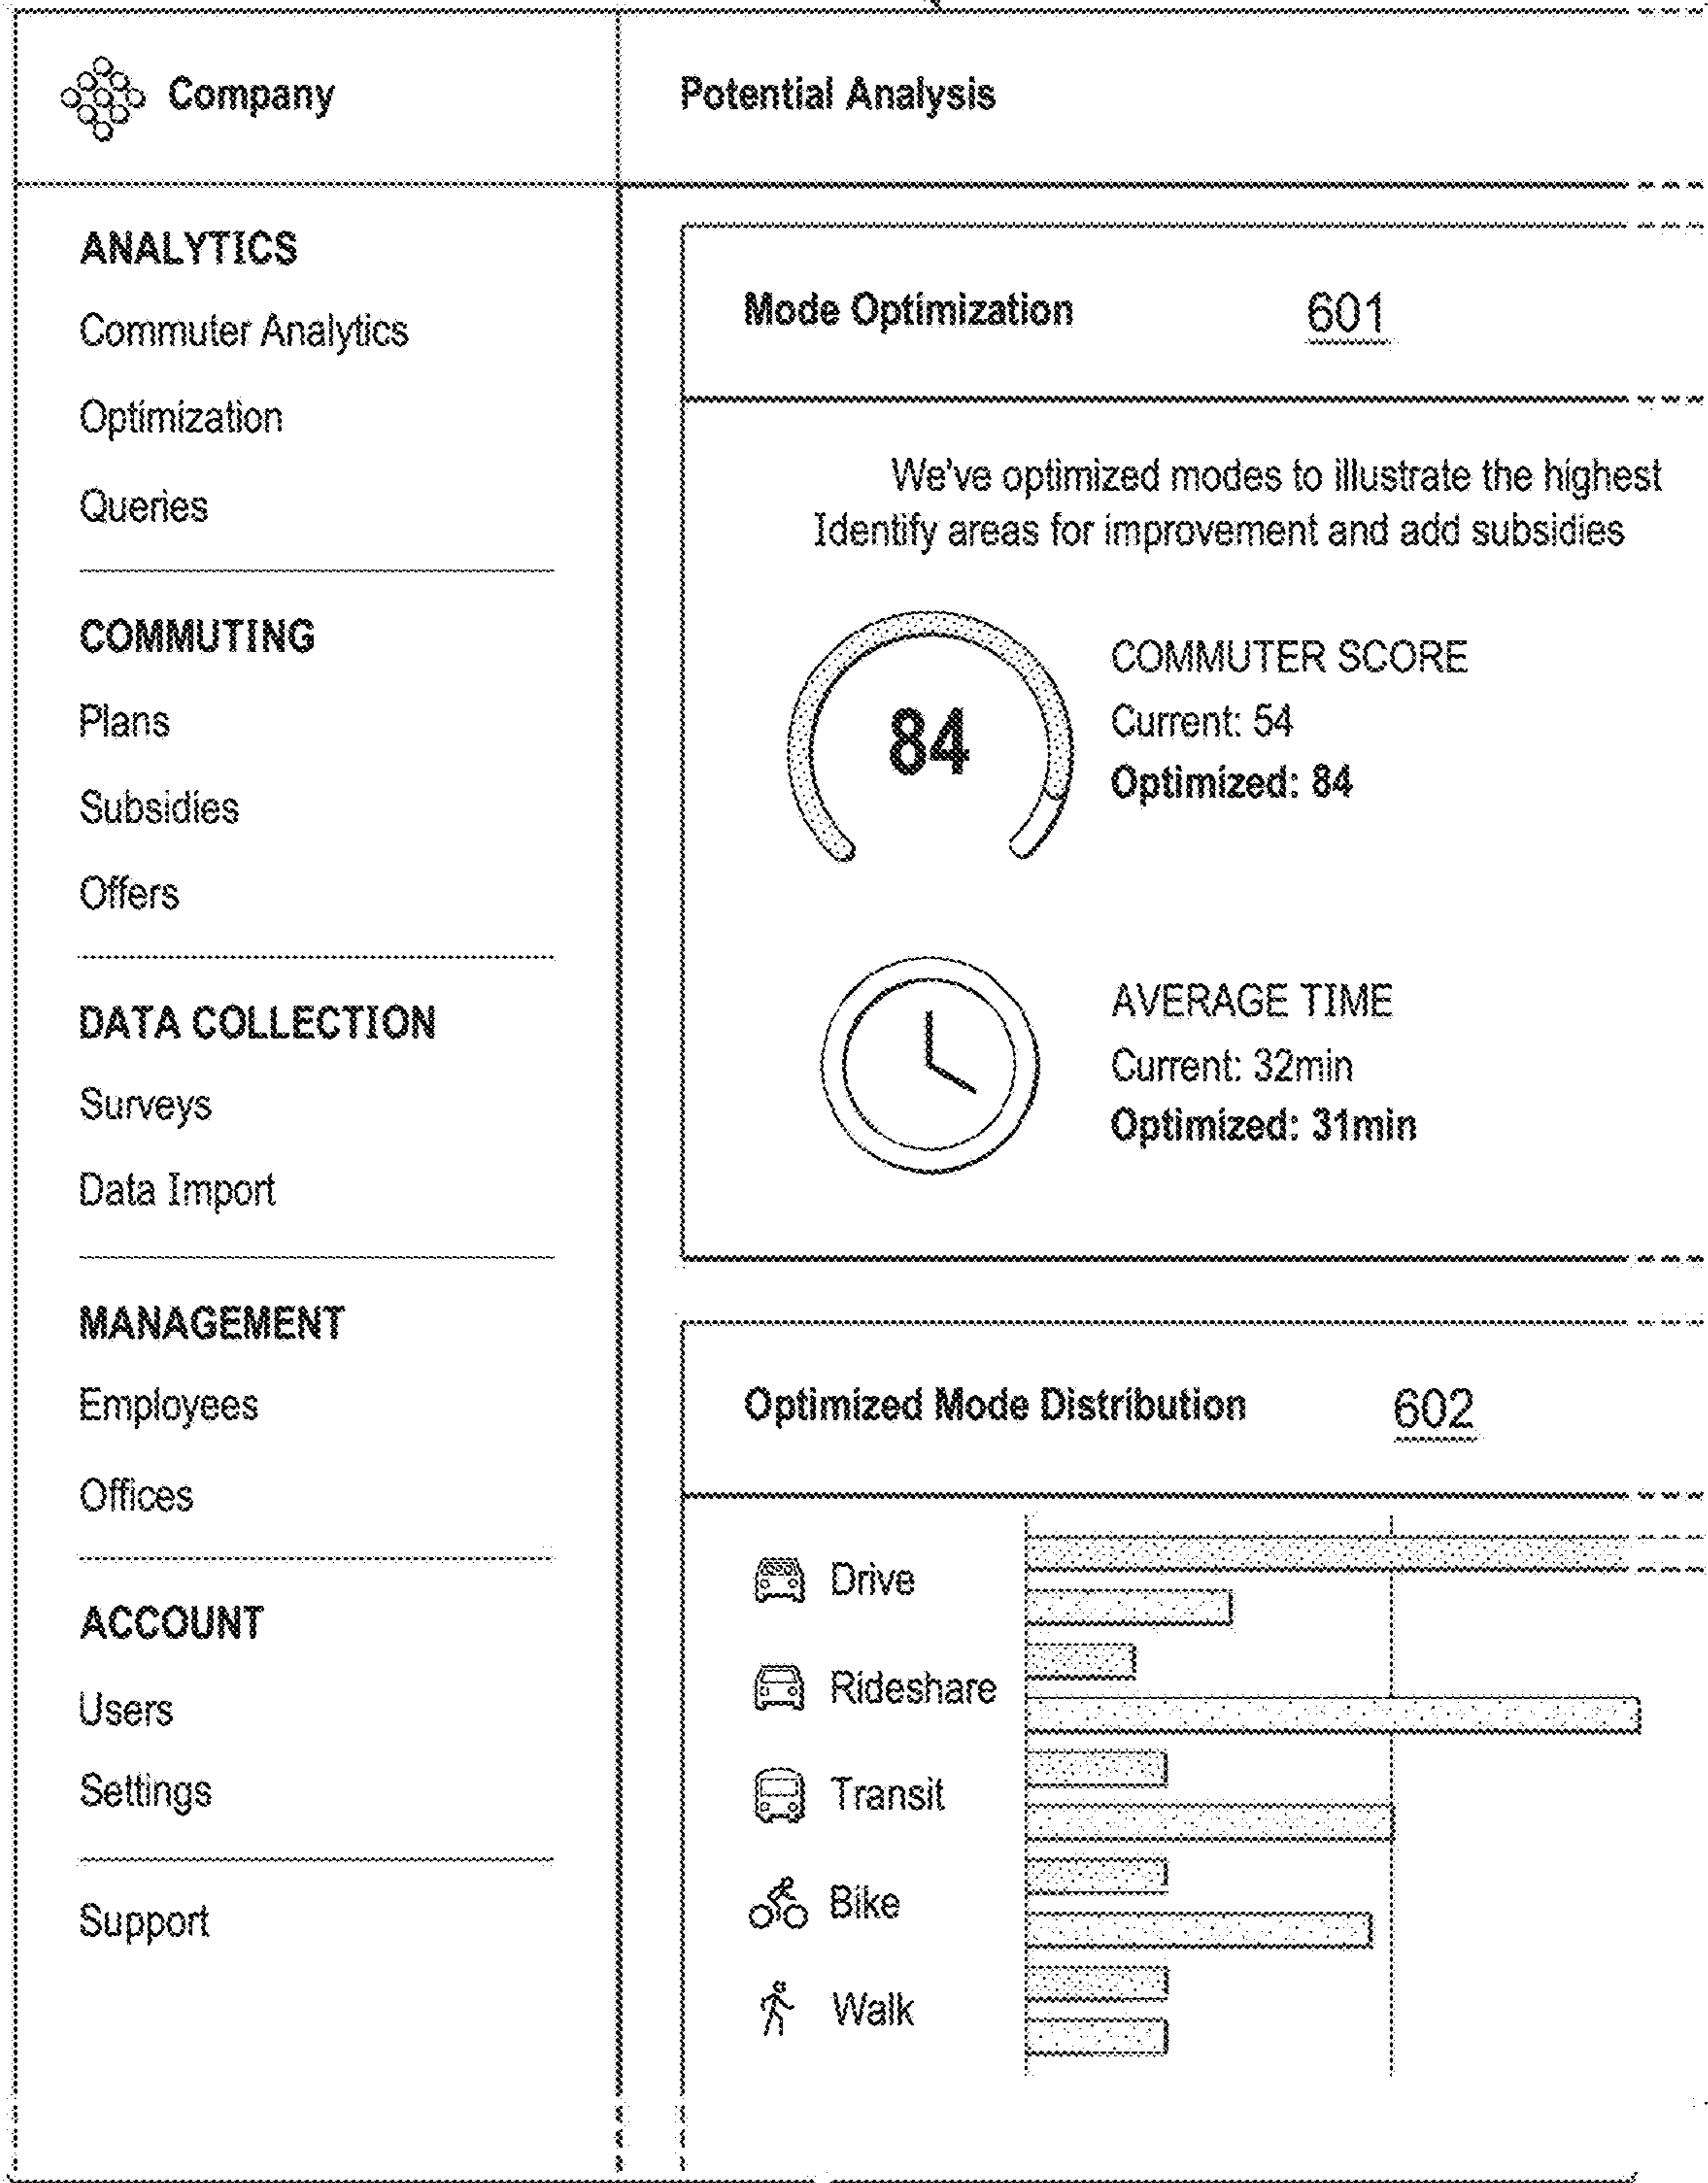 Company
Potential Analysis
ANALYTICS
Commuter Analytics
Optimization
Queries
COMMUTING
Plans
Subsidies
Offers
DATA COLLECTION
Surveys
Data Import
MANAGEMENT
Employees
Offices
ACCOUNT
Users
Settings
Support
Mode Optimization 601
We've optimized modes to illustrate the highest
Identify areas for improvement and add subsidies
84
COMMUTER SCORE
Current: 54
Optimized: 84
AVERAGE TIME
Current: 32min
Optimized: 31min
Optimized Mode Distribution 602
Drive
Rideshare
Transit
Bike
Walk